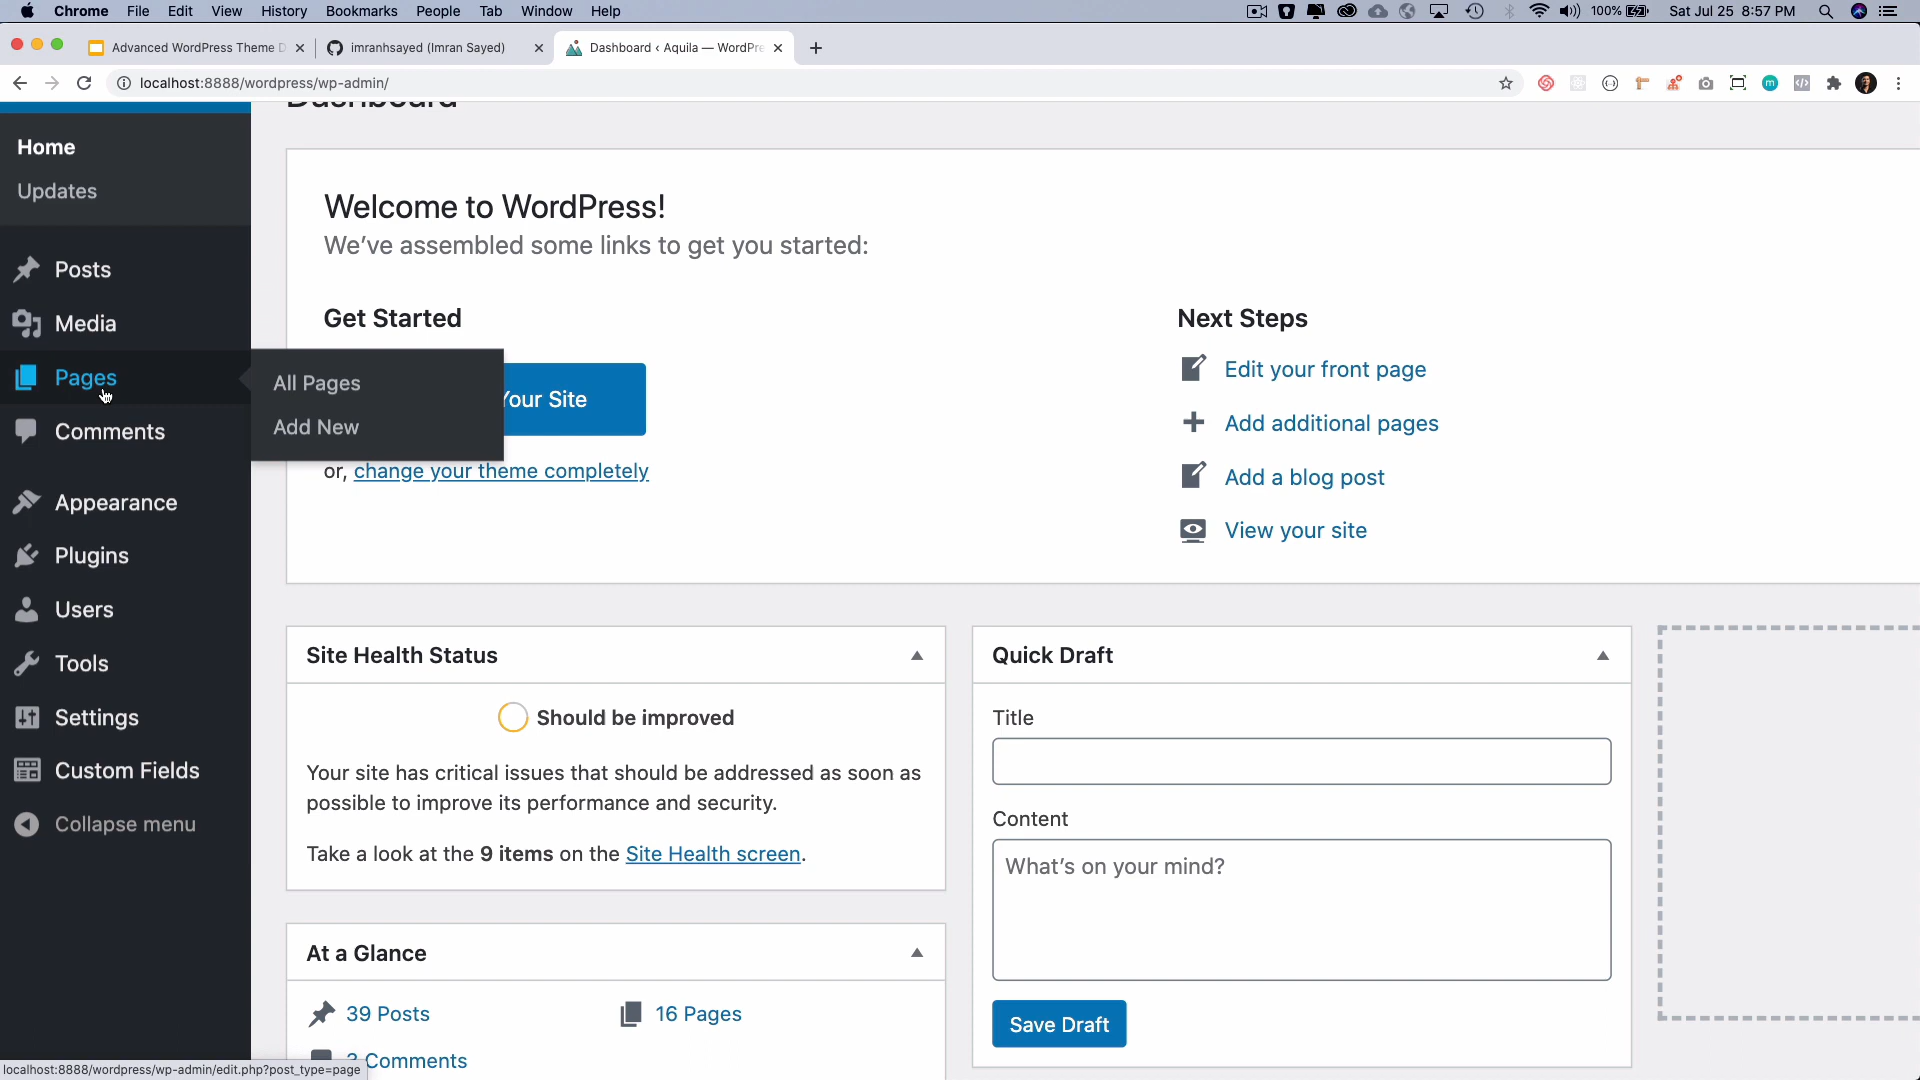 Chrome File Edit View History Bookmarks People Tab Window Help 100% Sat Jul 25 8:57 PM
Advanced WordPress Theme D
imranhsayed (Imran Sayed)
Dashboard ‹ Aquila — WordPre
localhost:8888/wordpress/wp-admin/
Dashboard
Home
Updates
Posts
Media
Pages
Comments
Appearance
Plugins
Users
Tools
Settings
Custom Fields
Collapse menu
All Pages
Add New
Welcome to WordPress!
We've assembled some links to get you started:
Get Started
Your Site
or, change your theme completely
Next Steps
Edit your front page
Add additional pages
Add a blog post
View your site
Site Health Status
Should be improved
Your site has critical issues that should be addressed as soon as
possible to improve its performance and security.
Take a look at the 9 items on the Site Health screen.
At a Glance
39 Posts
16 Pages
Comments
Quick Draft
Title
Content
What's on your mind?
Save Draft
localhost:8888/wordpress/wp-admin/edit.php?post_type=page